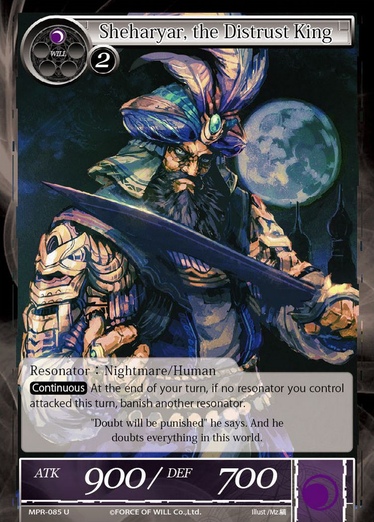 Sheharyar, the Distrust King
WILL
2
Resonator : Nightmare/Human
Continuous At the end of your turn, if no resonator you control
attacked this turn, banish another resonator.
"Doubt will be punished" he says. And he
doubts everything in this world.
ATK 900/ DEF 700
MPR-085 U ©FORCE OF WILL Co.,Ltd. Illust /Mz